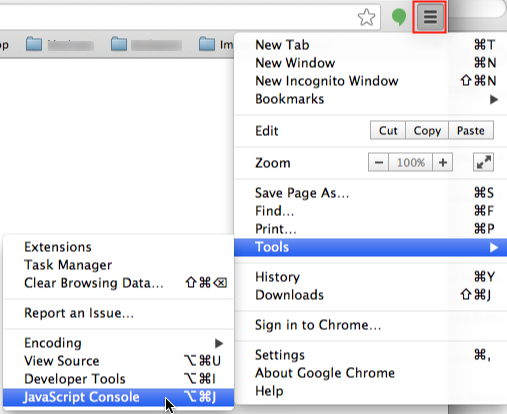 Im
New Tab ⌘T
New Window ⌘N
New Incognito Window ⇧⌘N
Bookmarks
Edit Cut Copy Paste
Zoom − 100% +
Save Page As... ⌘S
Find... ⌘F
Print... ⌘P
Tools
History ⌘Y
Downloads ⇧⌘J
Sign in to Chrome...
Settings ⌘,
About Google Chrome
Help
Extensions
Task Manager
Clear Browsing Data... ⇧⌘⌫
Report an Issue...
Encoding
View Source ⌥⌘U
Developer Tools ⌥⌘I
JavaScript Console ⌥⌘J